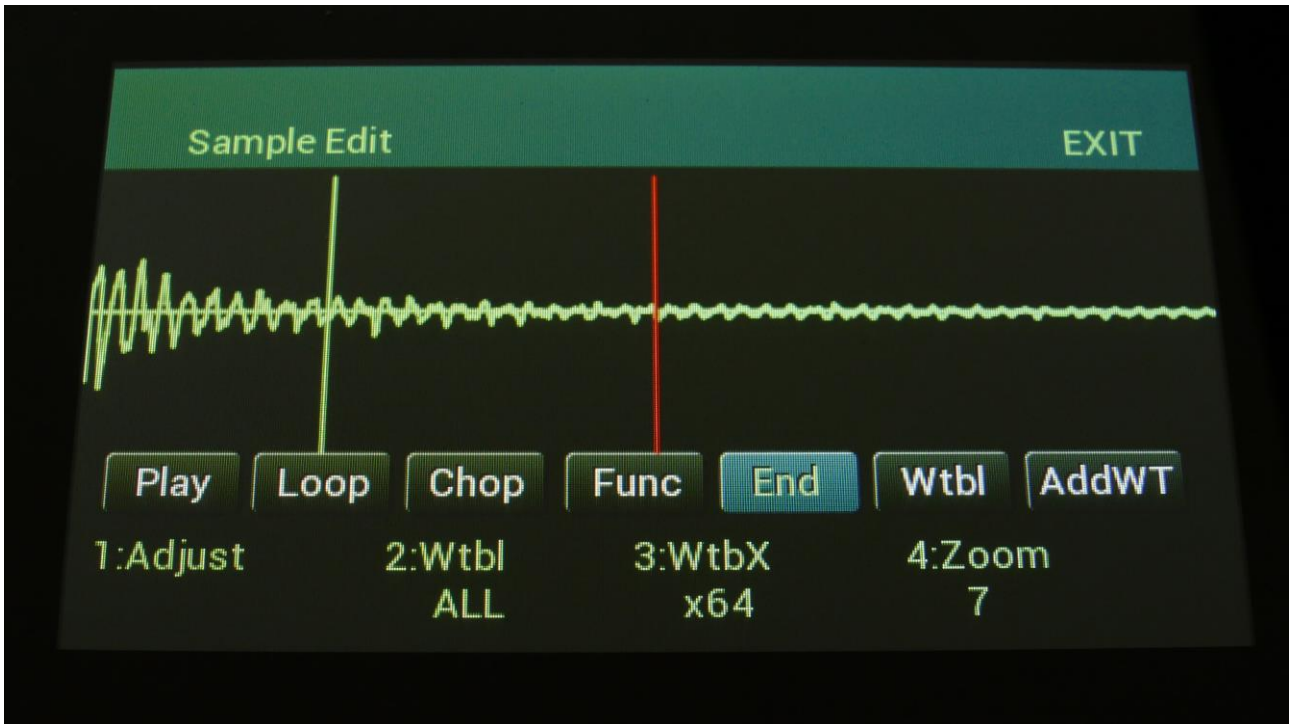 Sample Edit EXIT
Play Loop Chop Func End Wtbl AddWT
1:Adjust 2:Wtbl 3:WtbX 4:Zoom
ALL x64 7